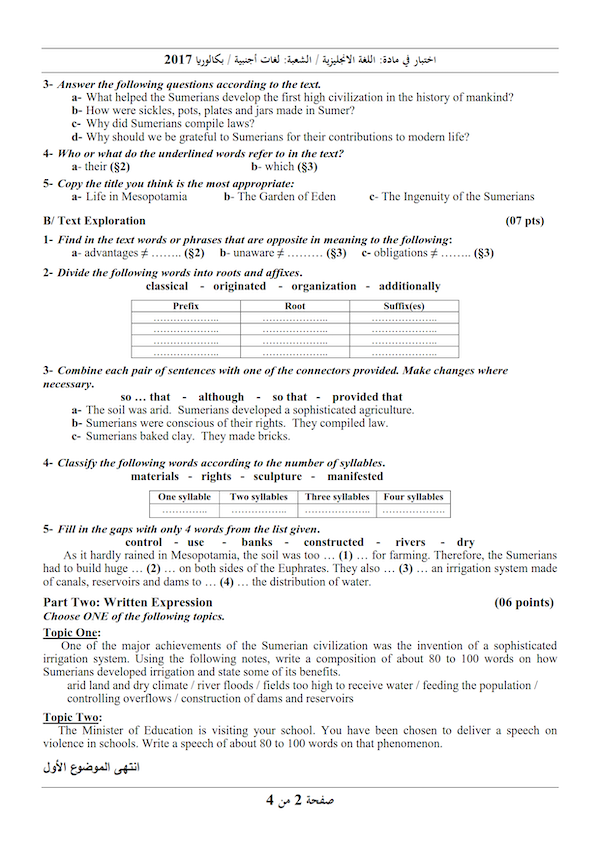 اختبار في مادة: اللغة الانجليزية / الشعبة: لغات أجنبية / بكالوريا 2017
3- Answer the following questions according to the text.
a- What helped the Sumerians develop the first high civilization in the history of mankind?
b- How were sickles, pots, plates and jars made in Sumer?
c- Why did Sumerians compile laws?
d- Why should we be grateful to Sumerians for their contributions to modern life?
4- Who or what do the underlined words refer to in the text?
a- their (§2) b- which (§3)
5- Copy the title you think is the most appropriate:
a- Life in Mesopotamia b- The Garden of Eden c- The Ingenuity of the Sumerians
B/ Text Exploration (07 pts)
1- Find in the text words or phrases that are opposite in meaning to the following:
a- advantages ≠ …….. (§2) b- unaware ≠ ……… (§3) c- obligations ≠ …….. (§3)
2- Divide the following words into roots and affixes.
classical - originated - organization - additionally
Prefix Root Suffix(es)
……………….. ……………….. ………………..
……………….. ……………….. ………………..
……………….. ……………….. ………………..
……………….. ……………….. ………………..
3- Combine each pair of sentences with one of the connectors provided. Make changes where
necessary.
so … that - although - so that - provided that
a- The soil was arid. Sumerians developed a sophisticated agriculture.
b- Sumerians were conscious of their rights. They compiled law.
c- Sumerians baked clay. They made bricks.
4- Classify the following words according to the number of syllables.
materials - rights - sculpture - manifested
One syllable Two syllables Three syllables Four syllables
………….. …………….. ……………….. ……………….
5- Fill in the gaps with only 4 words from the list given.
control - use - banks - constructed - rivers - dry
As it hardly rained in Mesopotamia, the soil was too … (1) … for farming. Therefore, the Sumerians
had to build huge … (2) … on both sides of the Euphrates. They also … (3) … an irrigation system made
of canals, reservoirs and dams to … (4) … the distribution of water.
Part Two: Written Expression (06 points)
Choose ONE of the following topics.
Topic One:
One of the major achievements of the Sumerian civilization was the invention of a sophisticated
irrigation system. Using the following notes, write a composition of about 80 to 100 words on how
Sumerians developed irrigation and state some of its benefits.
arid land and dry climate / river floods / fields too high to receive water / feeding the population /
controlling overflows / construction of dams and reservoirs
Topic Two:
The Minister of Education is visiting your school. You have been chosen to deliver a speech on
violence in schools. Write a speech of about 80 to 100 words on that phenomenon.
انتهى الموضوع الأول
صفحة 2 من 4